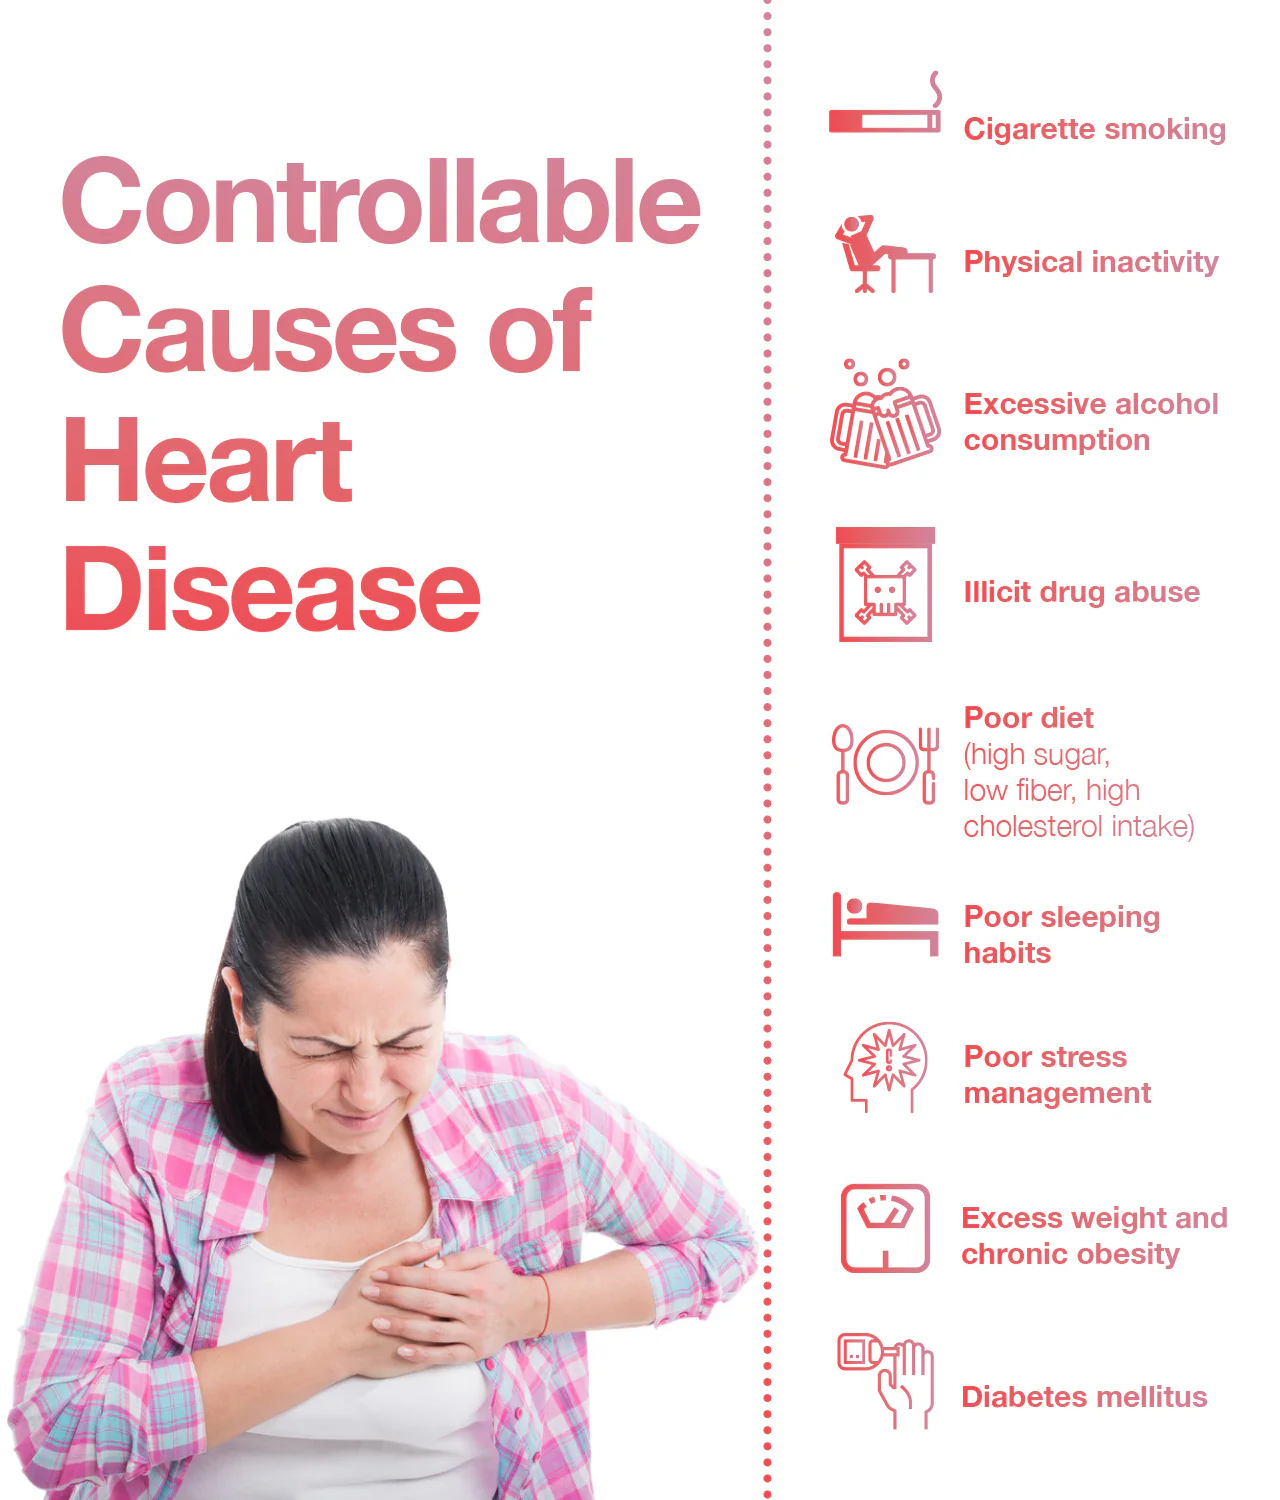 Controllable
Causes of
Heart
Disease
Cigarette smoking
Physical inactivity
Excessive alcohol
consumption
Illicit drug abuse
Poor diet
(high sugar,
low fiber, high
cholesterol intake)
Poor sleeping
habits
Poor stress
management
Excess weight and
chronic obesity
Diabetes mellitus